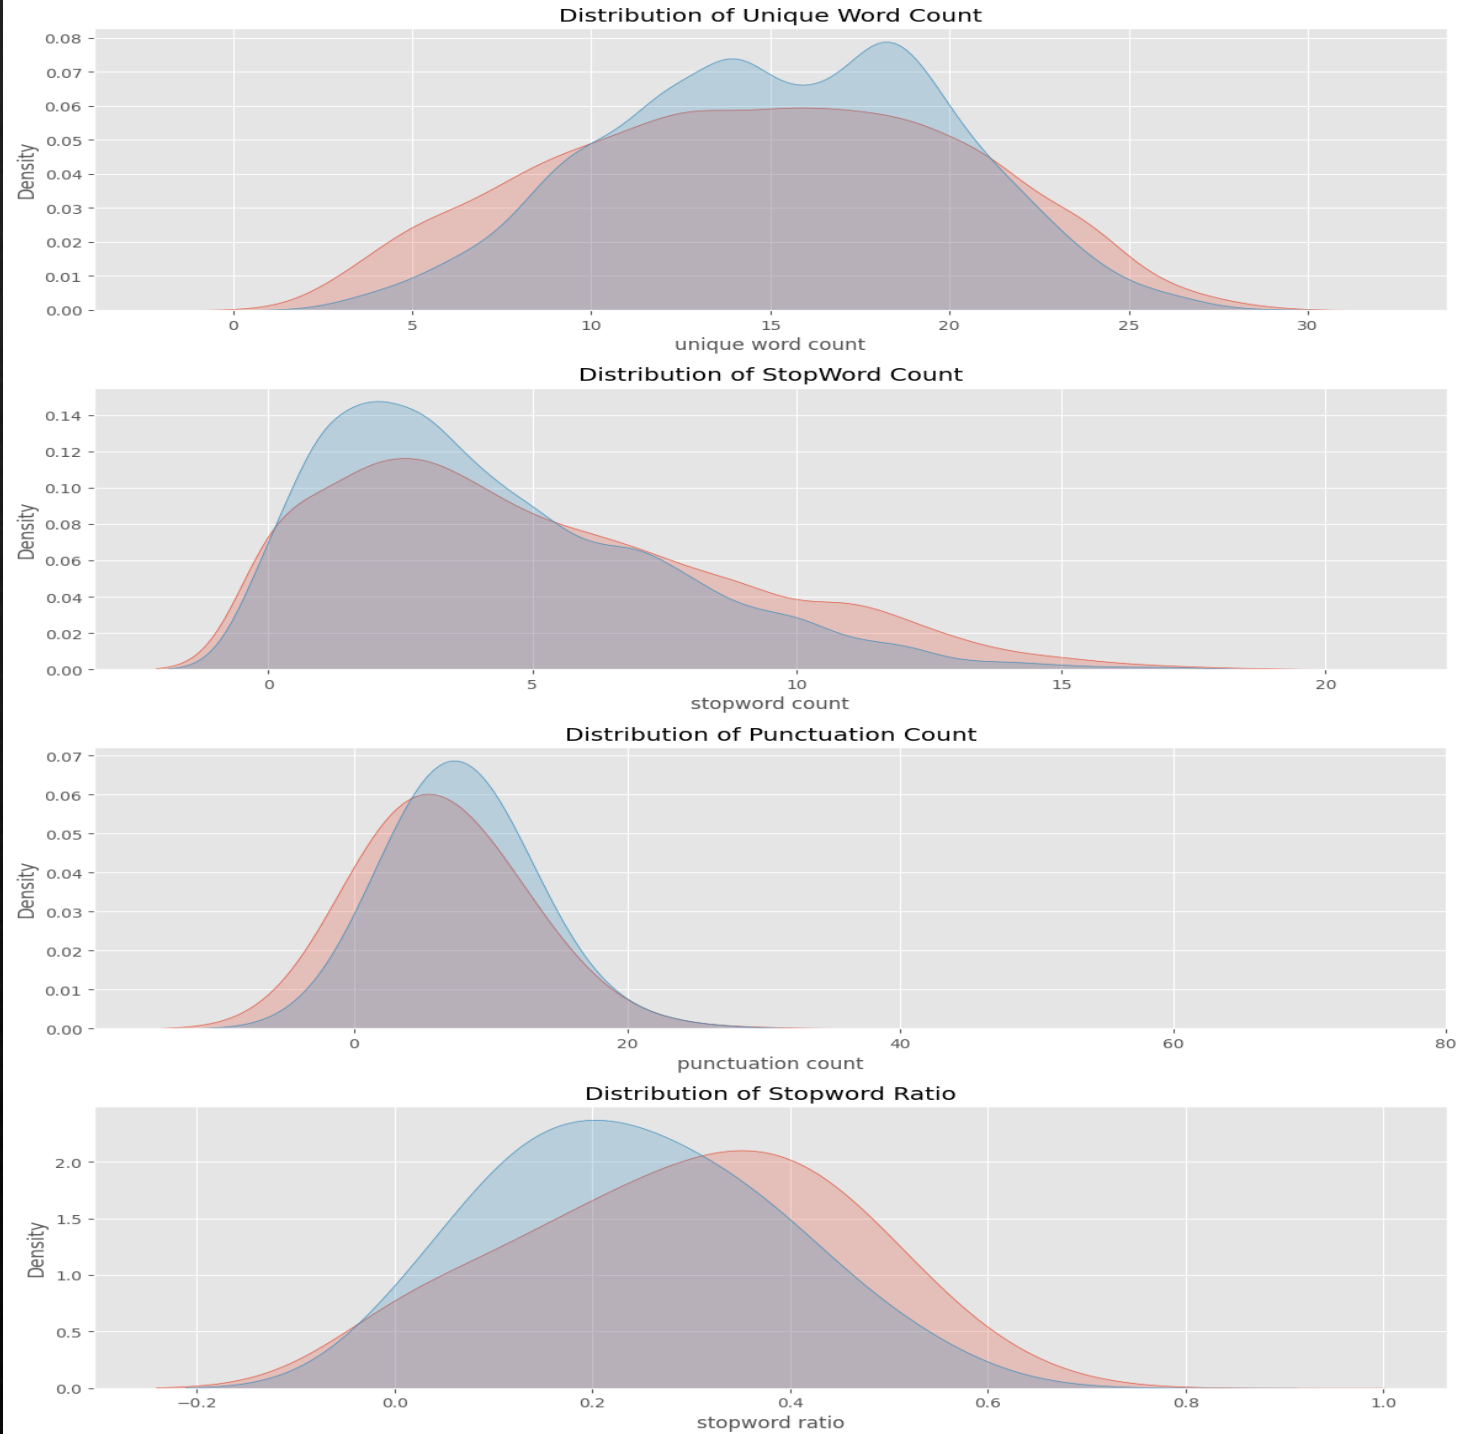 Distribution of Unique Word Count
0.08
0.07
0.06
0.05
0.04
0.03
0.02
0.01
0.00
Density
0 5 10 15 20 25 30
unique word count
Distribution of StopWord Count
0.14
0.12
0.10
0.08
0.06
0.04
0.02
0.00
Density
0 5 10 15 20
stopword count
Distribution of Punctuation Count
0.07
0.06
0.05
0.04
0.03
0.02
0.01
0.00
Density
0 20 40 60 80
punctuation count
Distribution of Stopword Ratio
2.0
1.5
1.0
0.5
0.0
Density
−0.2 0.0 0.2 0.4 0.6 0.8 1.0
stopword ratio